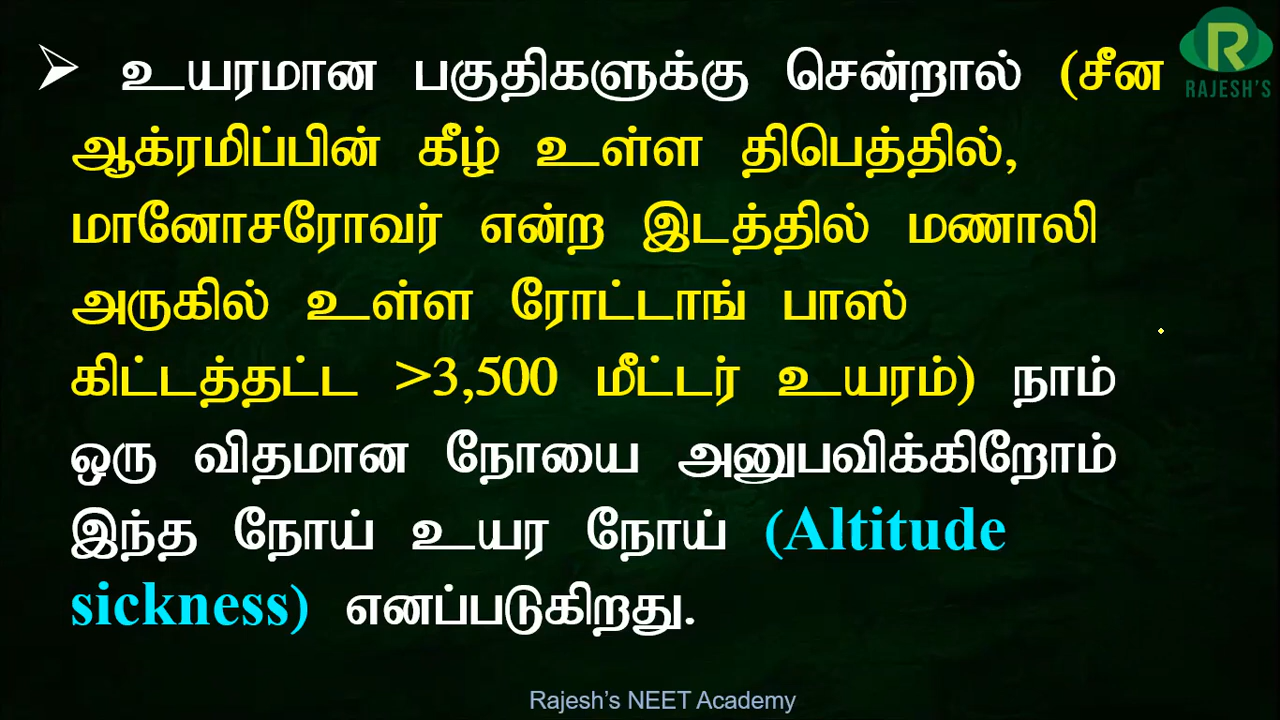 ➢ உயரமான பகுதிகளுக்கு சென்றால் (சீன
ஆக்ரமிப்பின் கீழ் உள்ள திபெத்தில்,
மானோசரோவர் என்ற இடத்தில் மணாலி
அருகில் உள்ள ரோட்டாங் பாஸ்
கிட்டத்தட்ட >3,500 மீட்டர் உயரம்) நாம்
ஒரு விதமான நோயை அனுபவிக்கிறோம்
இந்த நோய் உயர நோய் (Altitude
sickness) எனப்படுகிறது.
R
RAJESH'S
Rajesh’s NEET Academy